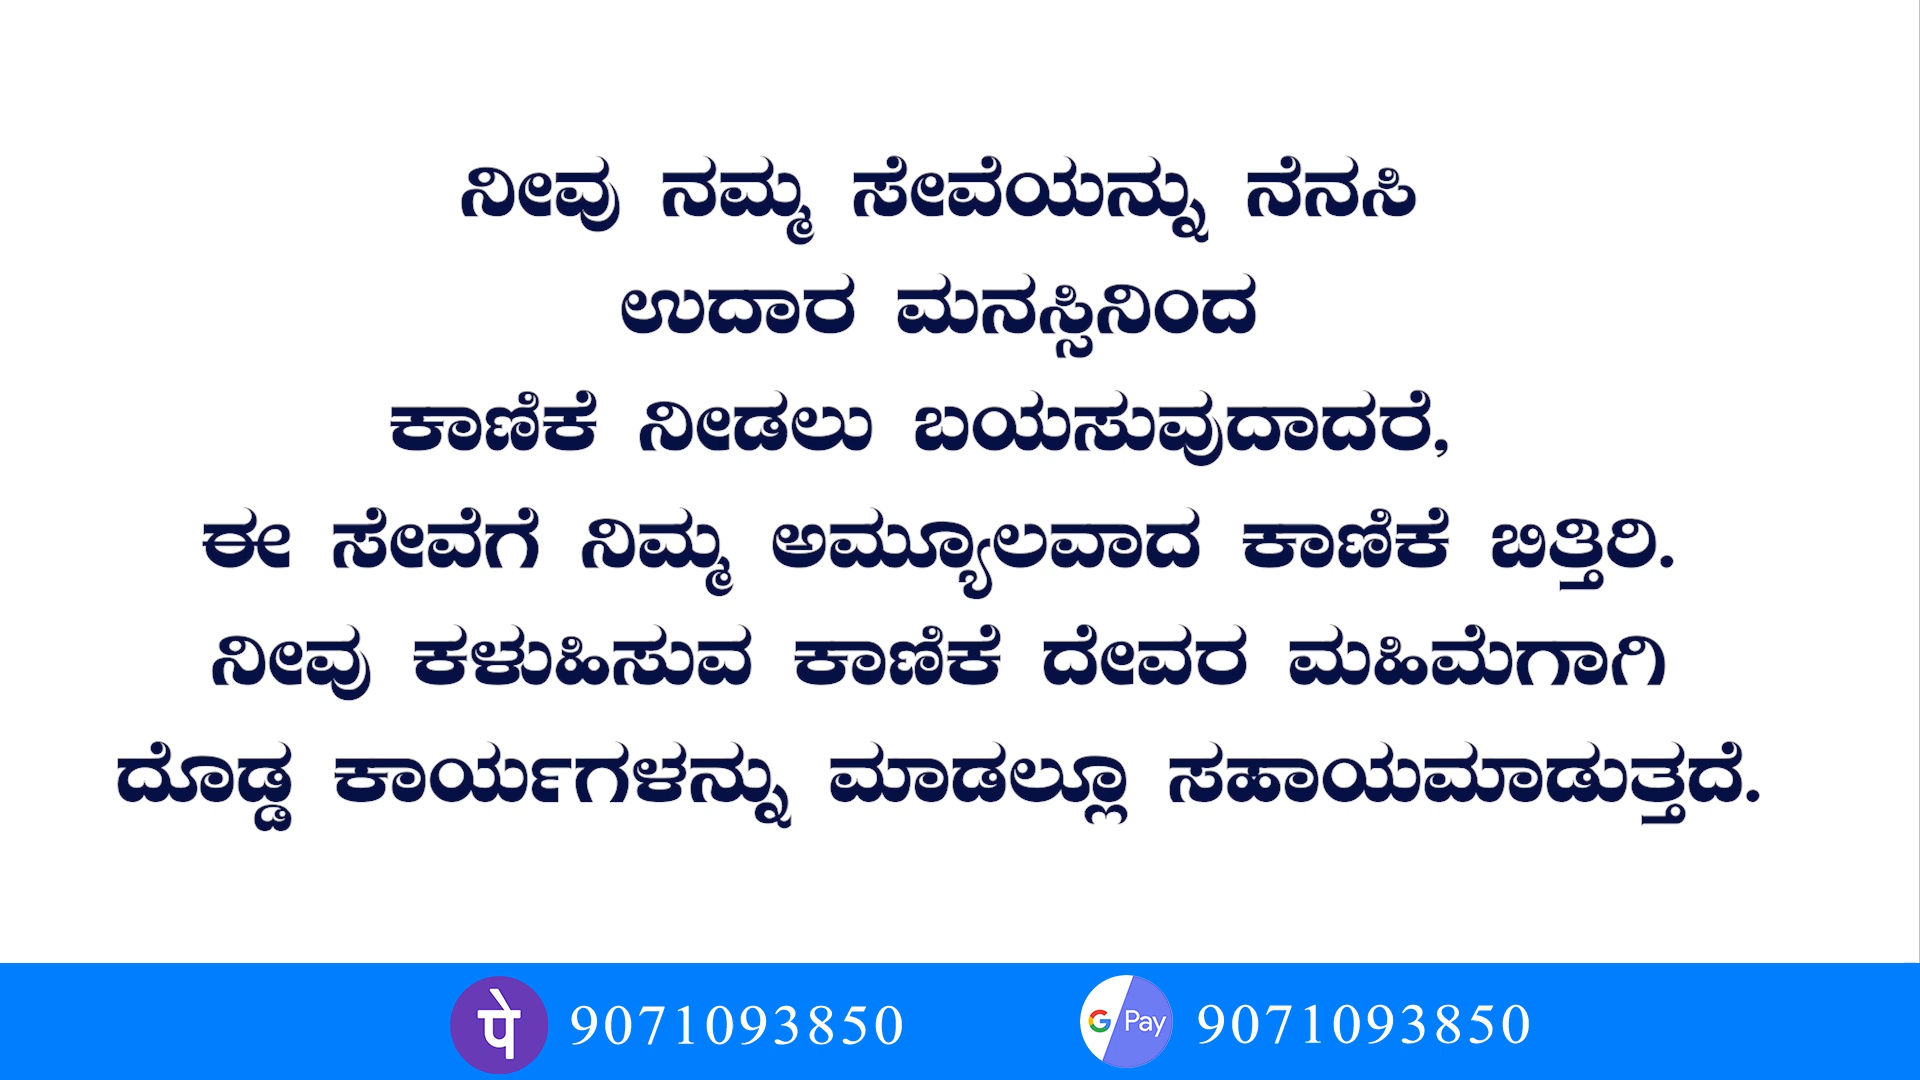 ನೀವು ನಮ್ಮ ಸೇವೆಯನ್ನು ನೆನಸಿ
ಉದಾರ ಮನಸ್ಸಿನಿಂದ
ಕಾಣಿಕೆ ನೀಡಲು ಬಯಸುವುದಾದರೆ,
ಈ ಸೇವೆಗೆ ನಿಮ್ಮ ಅಮ್ಯೂಲವಾದ ಕಾಣಿಕೆ ಬಿತ್ತಿರಿ.
ನೀವು ಕಳುಹಿಸುವ ಕಾಣಿಕೆ ದೇವರ ಮಹಿಮೆಗಾಗಿ
ದೊಡ್ಡ ಕಾರ್ಯಗಳನ್ನು ಮಾಡಲ್ಲೂ ಸಹಾಯಮಾಡುತ್ತದೆ.
पे 9071093850 G Pay 9071093850